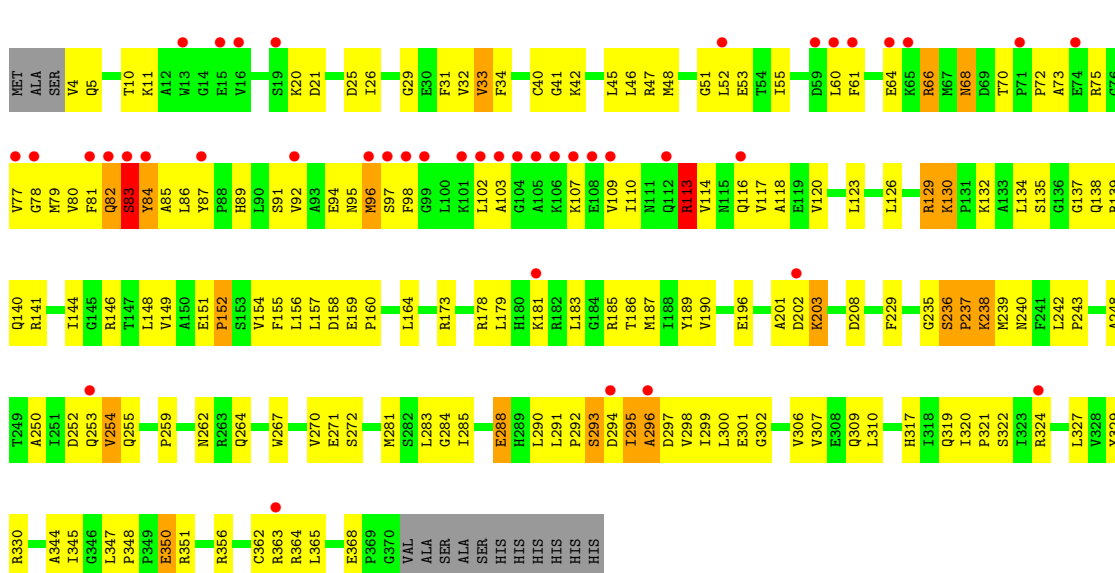 MET ALA SER V4 Q5 T10 K11 A12 W13 G14 E15 V16 S19 K20 D21 D25 I26 G29 E30 F31 V32 V33 F34 C40 G41 K42 L45 L46 R47 M48 G51 L52 E53 T54 I55 D59 L60 F61 E64 K65 R66 M67 N68 D69 T70 P71 P72 A73 E74 R75 G76
V77 G78 M79 V80 F81 Q82 S83 Y84 A85 L86 Y87 P88 H89 L90 S91 V92 A93 E94 N95 M96 S97 F98 G99 L100 K101 L102 A103 G104 A105 K106 K107 E108 V109 I110 N111 Q112 R113 V114 N115 Q116 V117 A118 E119 V120 L123 L126 R129 K130 P131 K132 A133 L134 S135 G136 G137 Q138 R139
Q140 R141 I144 G145 R146 T147 L148 V149 A150 E151 P152 S153 V154 F155 L156 L157 D158 E159 P160 L164 R173 R178 L179 H180 K181 R182 L183 G184 R185 T186 M187 I188 Y189 V190 E196 A201 D202 K203 D208 F229 G235 S236 P237 K238 M239 N240 F241 L242 P243
T249 A250 I251 D252 Q253 V254 Q255 P259 N262 R263 Q264 W267 V270 E271 S272 M281 S282 L283 G284 I285 E288 H289 L290 L291 P292 S293 D294 I295 A296 D297 V298 I299 L300 E301 G302 V306 V307 E308 Q309 L310 H317 I318 Q319 I320 P321 S322 I323 R324 L327 V328 Y329
R330 A344 I345 G346 L347 P348 P349 E350 R351 R356 C362 R363 R364 L365 E368 P369 G370 VAL ALA SER ALA SER HIS HIS HIS HIS HIS HIS